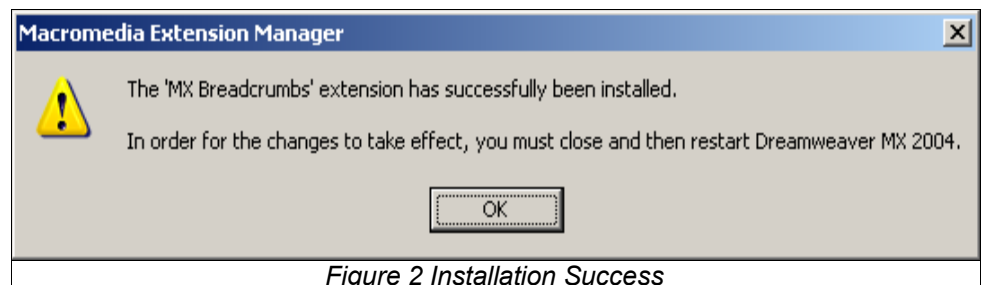 Macromedia Extension Manager
The 'MX Breadcrumbs' extension has successfully been installed.
In order for the changes to take effect, you must close and then restart Dreamweaver MX 2004.
OK
Figure 2 Installation Success